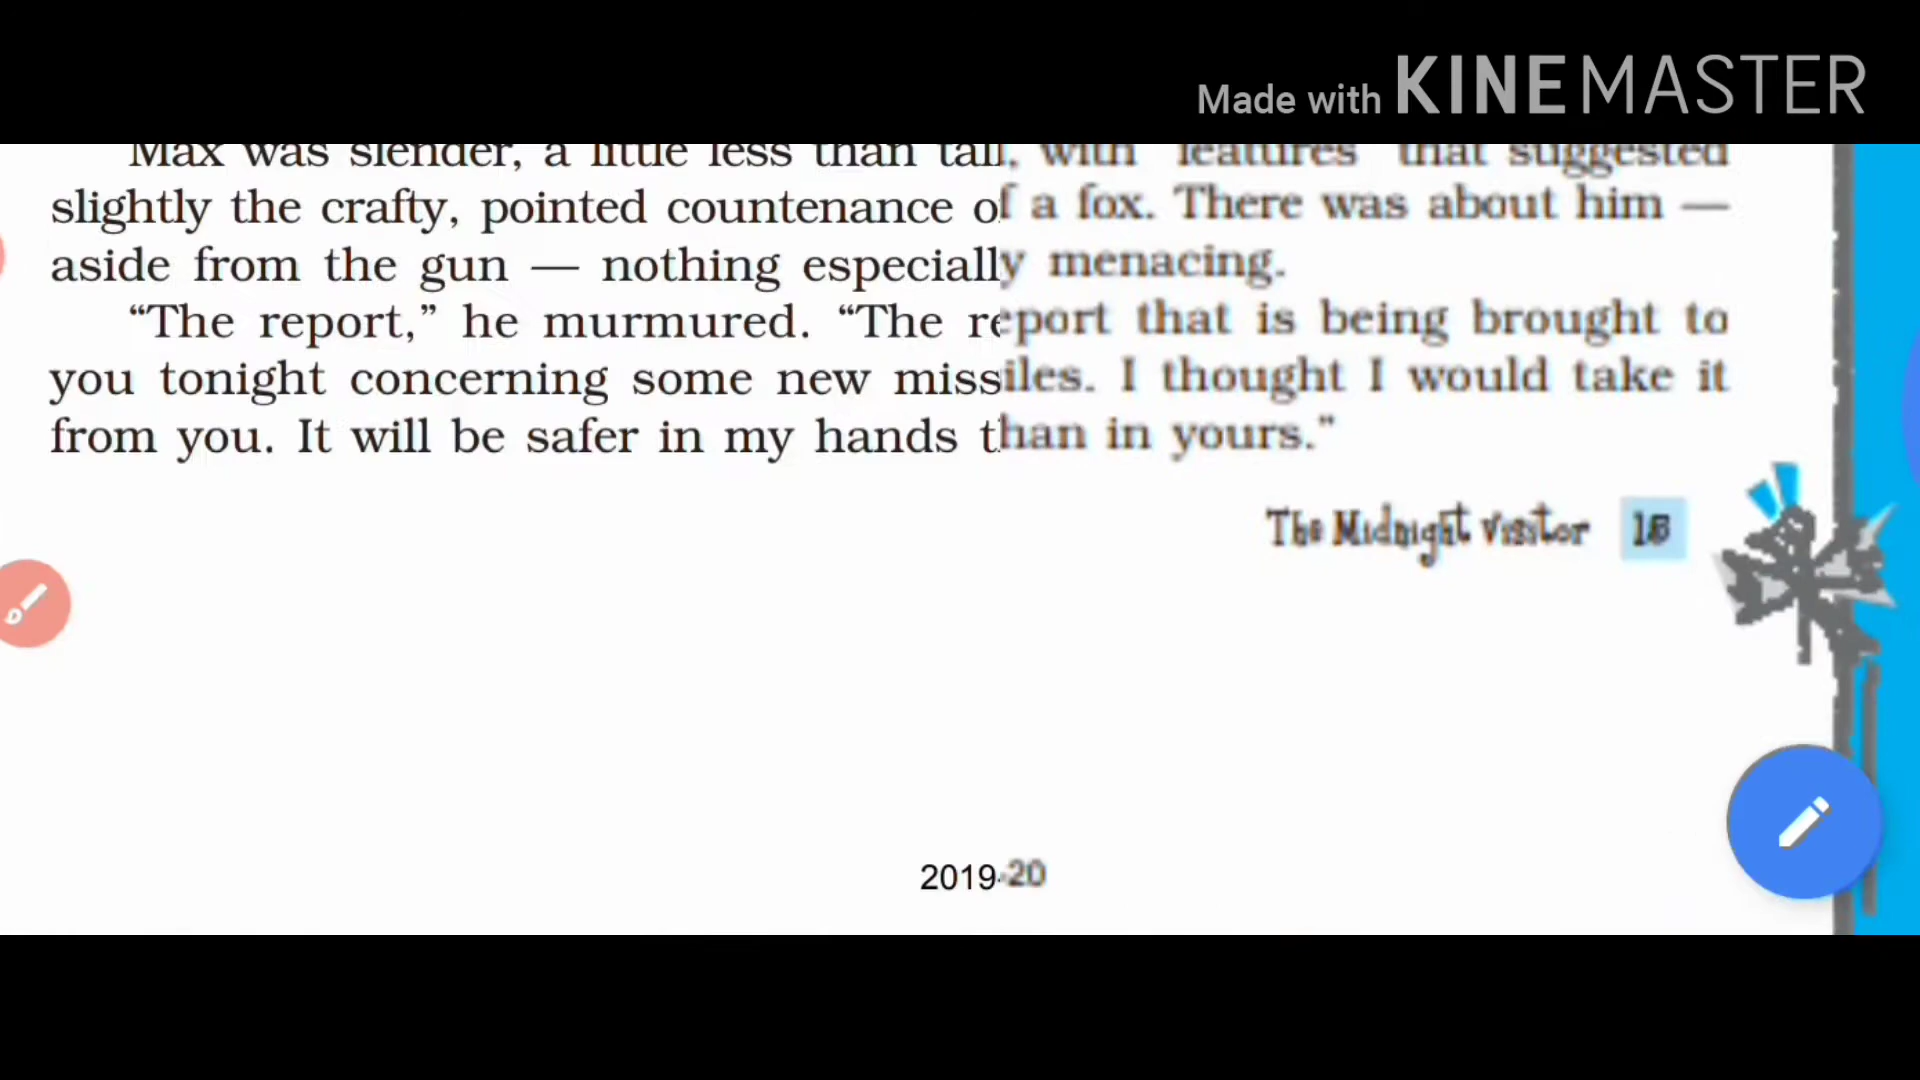 Made with KINEMASTER
Max was slender, a little less than tall, with features that suggested
slightly the crafty, pointed countenance of a fox. There was about him —
aside from the gun — nothing especially menacing.
“The report,” he murmured. “The report that is being brought to
you tonight concerning some new missiles. I thought I would take it
from you. It will be safer in my hands than in yours.”
The Midnight Visitor
2019-20